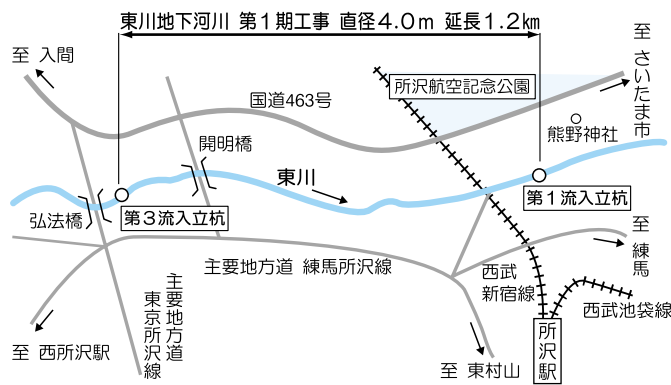 東川地下河川 第1期工事 直径4.0m 延長1.2km
至 入間
至 さいたま市
所沢航空記念公園
国道463号
熊野神社
開明橋
東川
第1流入立杭
弘法橋
第3流入立杭
至 練馬
主要地方道 練馬所沢線
西武
新宿線
主要地方道
東京所沢線
西武池袋線
所沢駅
至 西所沢駅
至 東村山